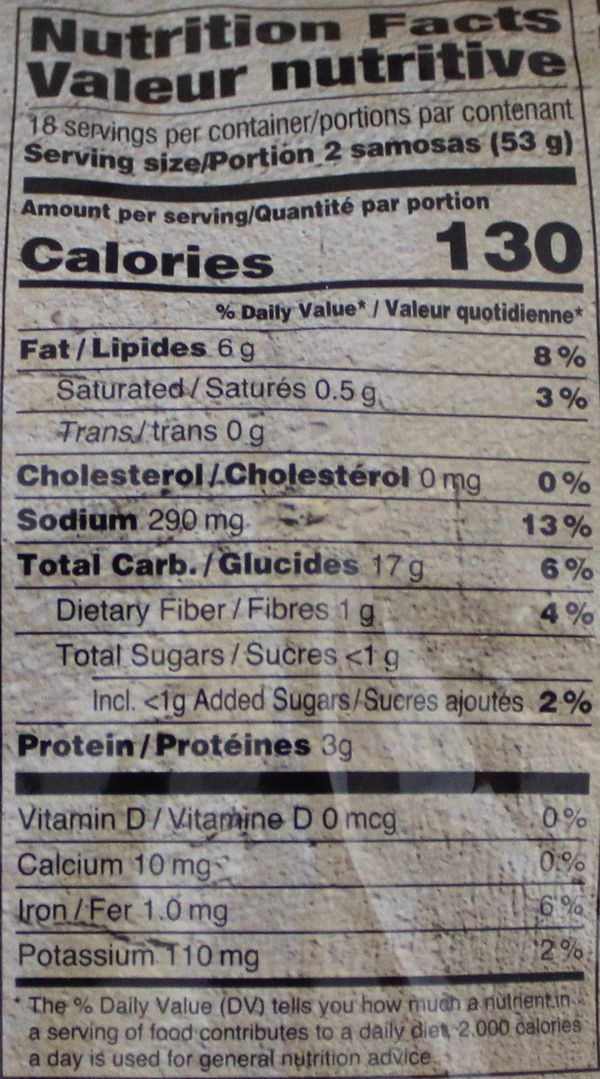 Nutrition Facts
Valeur nutritive
18 servings per container/portions par contenant
Serving size/Portion 2 samosas (53 g)
Amount per serving/Quantité par portion
Calories 130
% Daily Value* / Valeur quotidienne*
Fat / Lipides 6 g 8 %
Saturated / Saturés 0.5 g 3 %
Trans / trans 0 g
Cholesterol / Cholestérol 0 mg 0 %
Sodium 290 mg 13 %
Total Carb. / Glucides 17 g 6 %
Dietary Fiber / Fibres 1 g 4 %
Total Sugars / Sucres <1 g
Incl. <1g Added Sugars/Sucres ajoutés 2 %
Protein / Protéines 3g
Vitamin D / Vitamine D 0 mcg 0 %
Calcium 10 mg 0 %
Iron / Fer 1.0 mg 6 %
Potassium 110 mg 2 %
* The % Daily Value (DV) tells you how much a nutrient in
a serving of food contributes to a daily diet. 2,000 calories
a day is used for general nutrition advice.